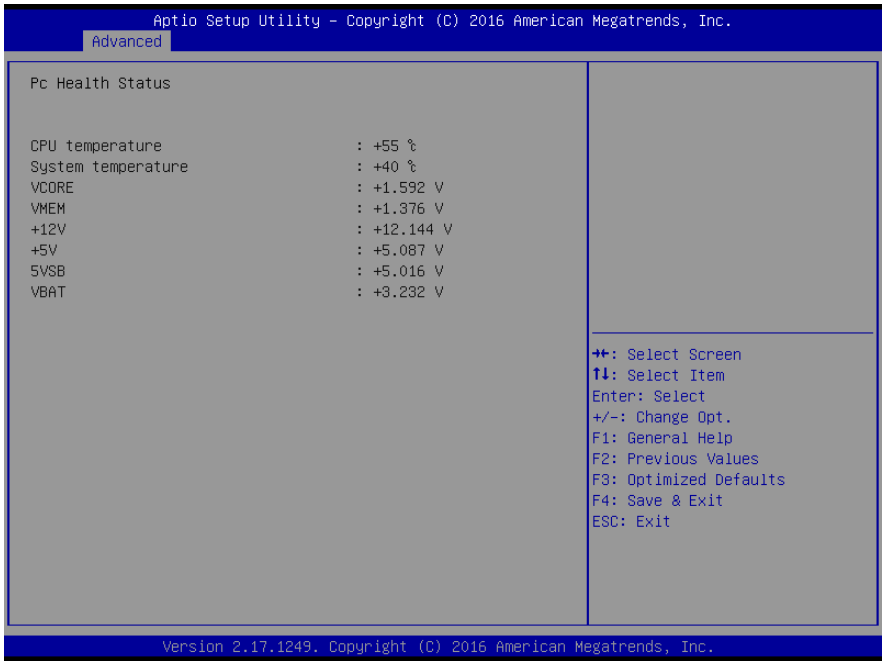 Aptio Setup Utility – Copyright (C) 2016 American Megatrends, Inc.
Advanced
Pc Health Status
CPU temperature : +55 ℃
System temperature : +40 ℃
VCORE : +1.592 V
VMEM : +1.376 V
+12V : +12.144 V
+5V : +5.087 V
5VSB : +5.016 V
VBAT : +3.232 V
→←: Select Screen
↑↓: Select Item
Enter: Select
+/-: Change Opt.
F1: General Help
F2: Previous Values
F3: Optimized Defaults
F4: Save & Exit
ESC: Exit
Version 2.17.1249. Copyright (C) 2016 American Megatrends, Inc.